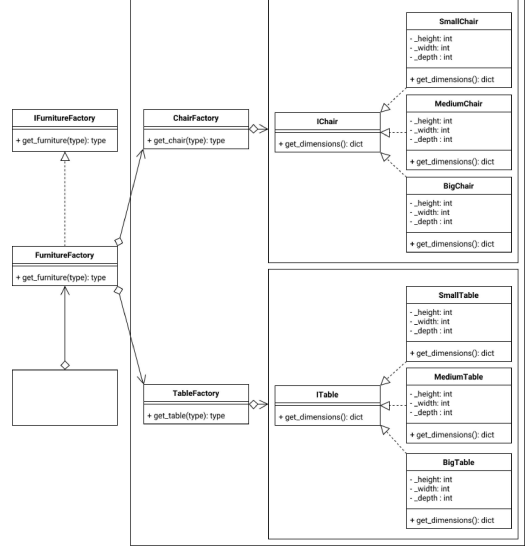 SmallChair
- _height: int
- _width: int
- _depth : int
+ get_dimensions(): dict
MediumChair
- _height: int
- _width: int
- _depth : int
+ get_dimensions(): dict
BigChair
- _height: int
- _width: int
- _depth : int
+ get_dimensions(): dict
IFurnitureFactory
+ get_furniture(type): type
ChairFactory
+ get_chair(type): type
IChair
+ get_dimensions(): dict
FurnitureFactory
+ get_furniture(type): type
TableFactory
+ get_table(type): type
ITable
+ get_dimensions(): dict
SmallTable
- _height: int
- _width: int
- _depth : int
+ get_dimensions(): dict
MediumTable
- _height: int
- _width: int
- _depth : int
+ get_dimensions(): dict
BigTable
- _height: int
- _width: int
- _depth : int
+ get_dimensions(): dict